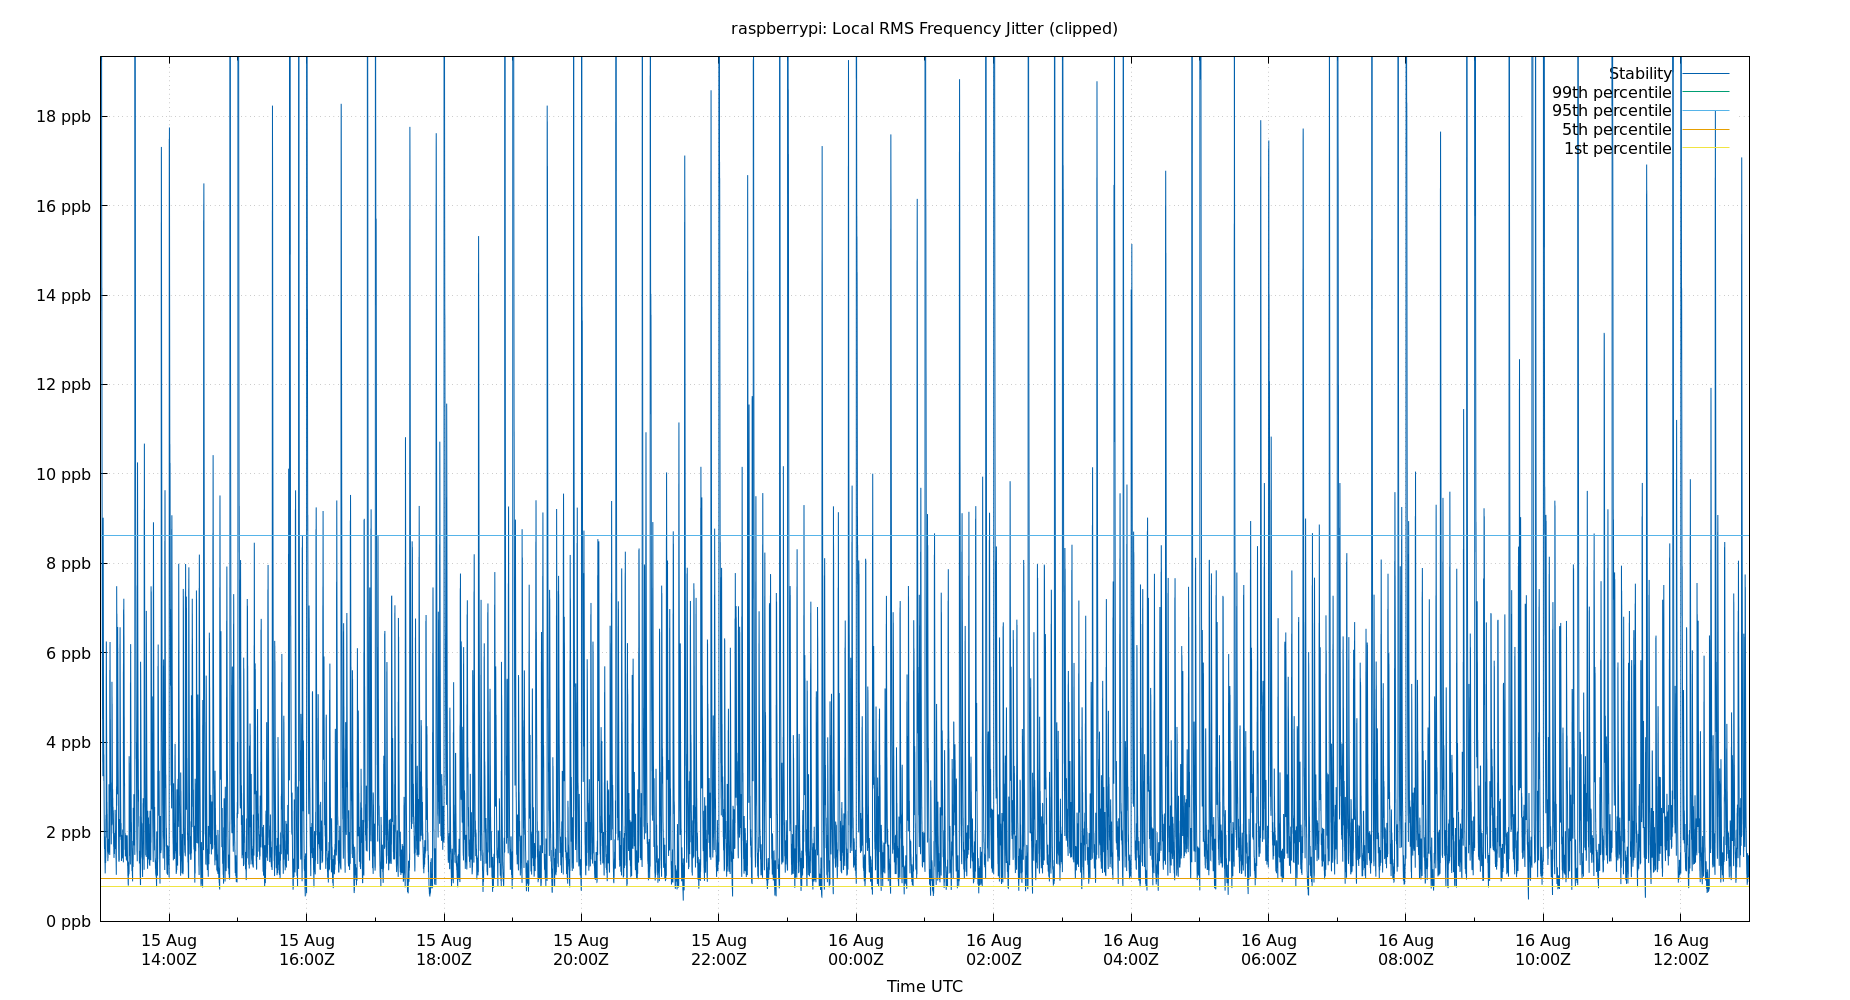 raspberrypi: Local RMS Frequency Jitter (clipped)
Stability
99th percentile
95th percentile
5th percentile
1st percentile
18 ppb
16 ppb
14 ppb
12 ppb
10 ppb
8 ppb
6 ppb
4 ppb
2 ppb
0 ppb
15 Aug 15 Aug 15 Aug 15 Aug 15 Aug 16 Aug 16 Aug 16 Aug 16 Aug 16 Aug 16 Aug 16 Aug
14:00Z 16:00Z 18:00Z 20:00Z 22:00Z 00:00Z 02:00Z 04:00Z 06:00Z 08:00Z 10:00Z 12:00Z
Time UTC